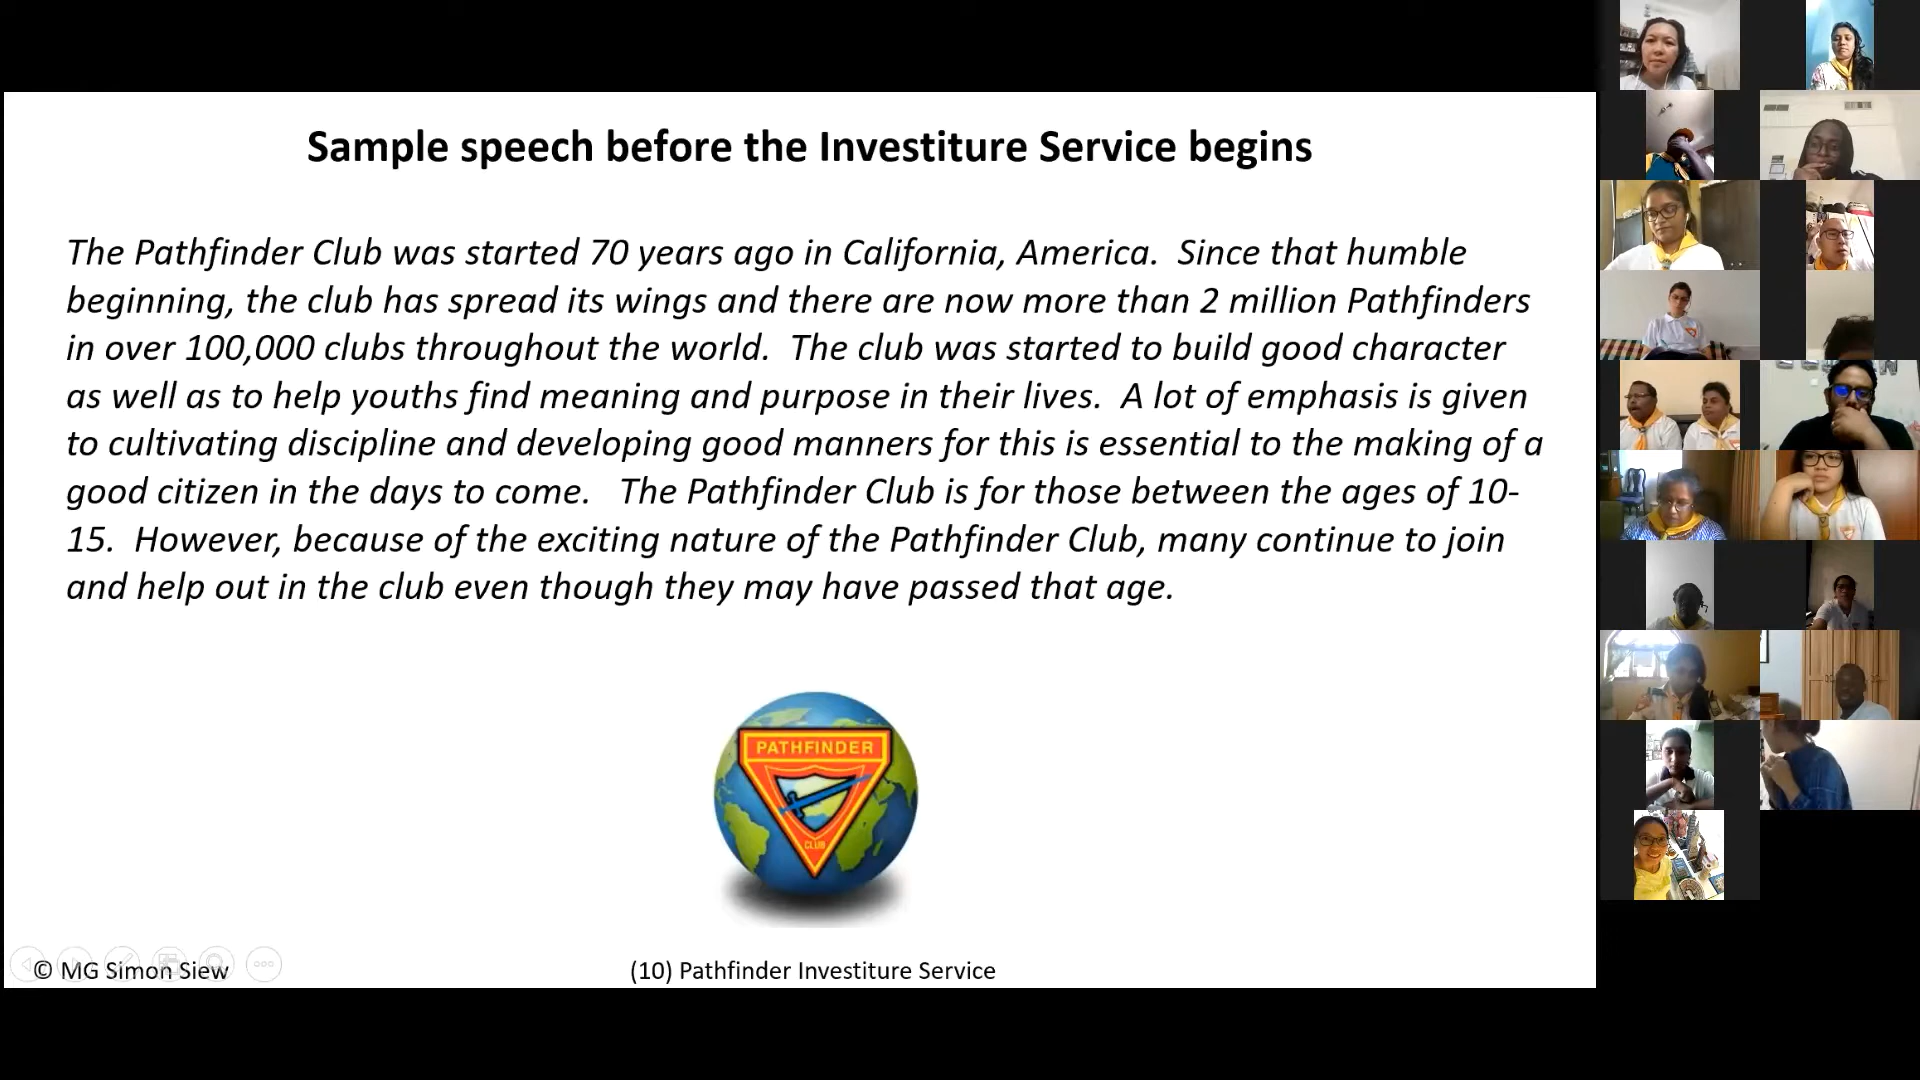 Sample speech before the Investiture Service begins
The Pathfinder Club was started 70 years ago in California, America.  Since that humble
beginning, the club has spread its wings and there are now more than 2 million Pathfinders
in over 100,000 clubs throughout the world.  The club was started to build good character
as well as to help youths find meaning and purpose in their lives.  A lot of emphasis is given
to cultivating discipline and developing good manners for this is essential to the making of a
good citizen in the days to come.   The Pathfinder Club is for those between the ages of 10-
15.  However, because of the exciting nature of the Pathfinder Club, many continue to join
and help out in the club even though they may have passed that age.
PATHFINDER
CLUB
© MG Simon Siew
(10) Pathfinder Investiture Service